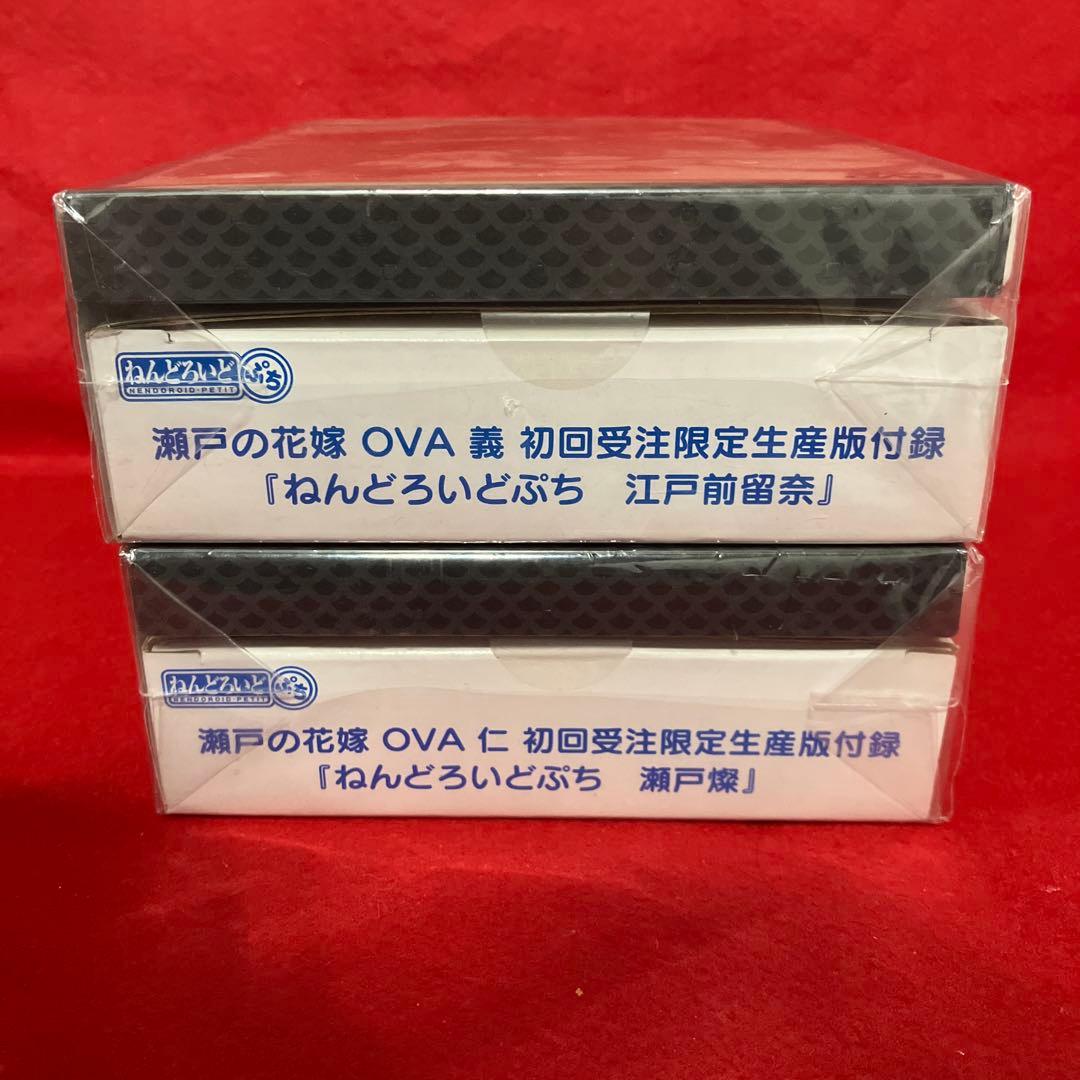 ねんどろいど ぷち
NENDOROID・PETIT
瀬戸の花嫁 OVA 義 初回受注限定生産版付録
『ねんどろいどぷち　江戸前留奈』
ねんどろいど ぷち
NENDOROID・PETIT
瀬戸の花嫁 OVA 仁 初回受注限定生産版付録
『ねんどろいどぷち　瀬戸燦』